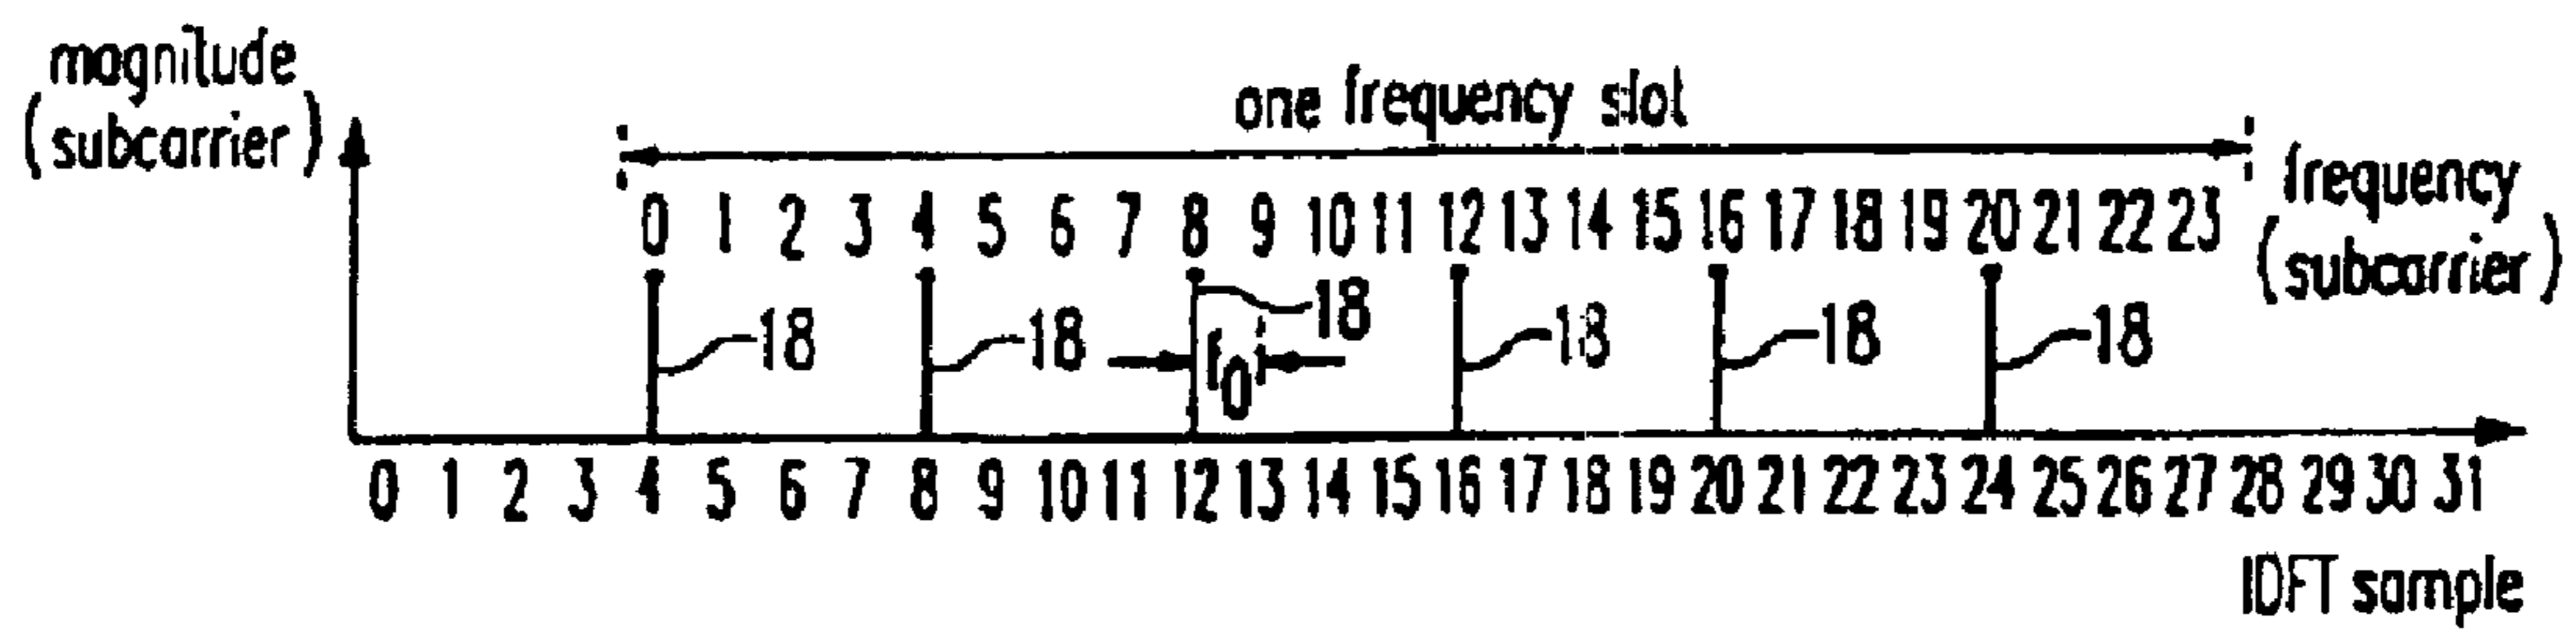 magnitude
(subcarrier)
one frequency slot
frequency
(subcarrier)
0 1 2 3 4 5 6 7 8 9 10 11 12 13 14 15 16 17 18 19 20 21 22 23
18 18 18 18 18 18
f0
0 1 2 3 4 5 6 7 8 9 10 11 12 13 14 15 16 17 18 19 20 21 22 23 24 25 26 27 28 29 30 31
IDFT sample